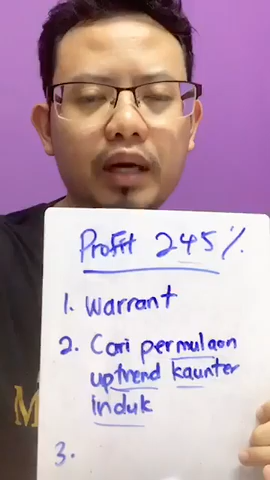 Profit 245%
1. Warrant
2. Cari permulaan
uptrend kaunter
induk
3.
M